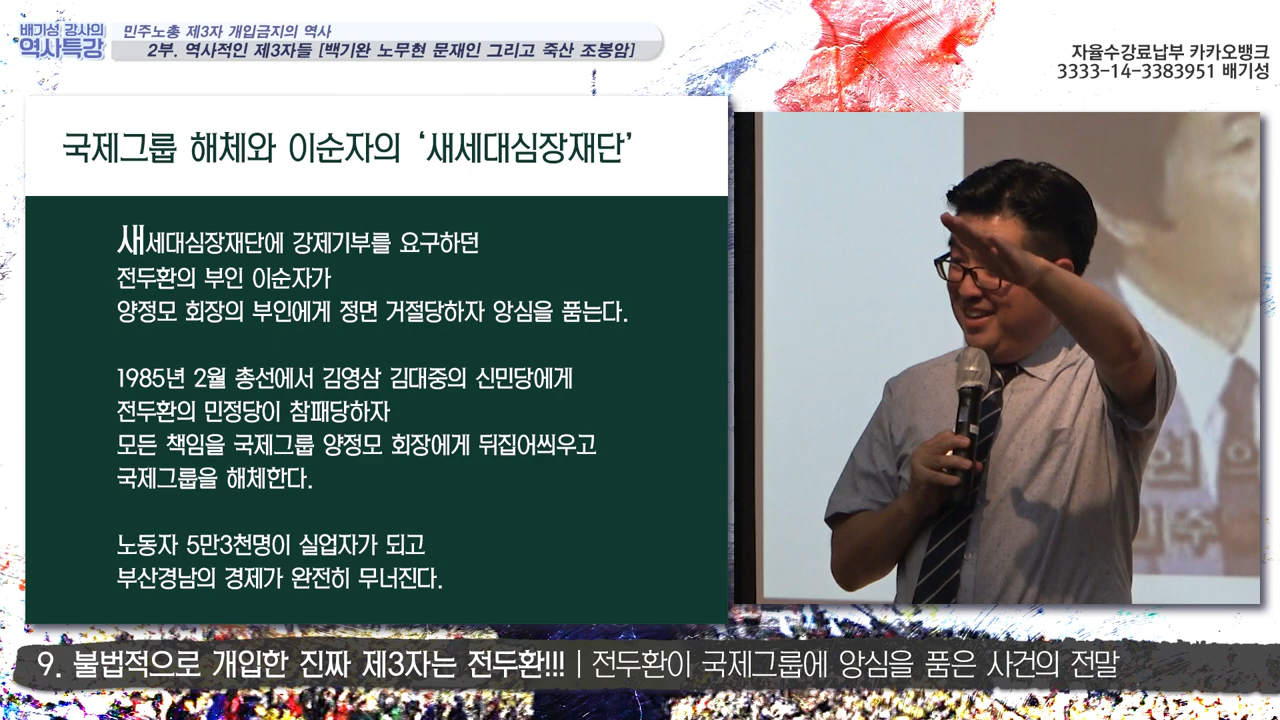 배기성 강사의
역사특강
민주노총 제3자 개입금지의 역사
2부. 역사적인 제3자들 [백기완 노무현 문재인 그리고 죽산 조봉암]
자율수강료납부 카카오뱅크
3333-14-3383951 배기성
국제그룹 해체와 이순자의 ‘새세대심장재단’
새세대심장재단에 강제기부를 요구하던
전두환의 부인 이순자가
양정모 회장의 부인에게 정면 거절당하자 앙심을 품는다.
1985년 2월 총선에서 김영삼 김대중의 신민당에게
전두환의 민정당이 참패당하자
모든 책임을 국제그룹 양정모 회장에게 뒤집어씌우고
국제그룹을 해체한다.
노동자 5만3천명이 실업자가 되고
부산경남의 경제가 완전히 무너진다.
9. 불법적으로 개입한 진짜 제3자는 전두환!!! | 전두환이 국제그룹에 앙심을 품은 사건의 전말